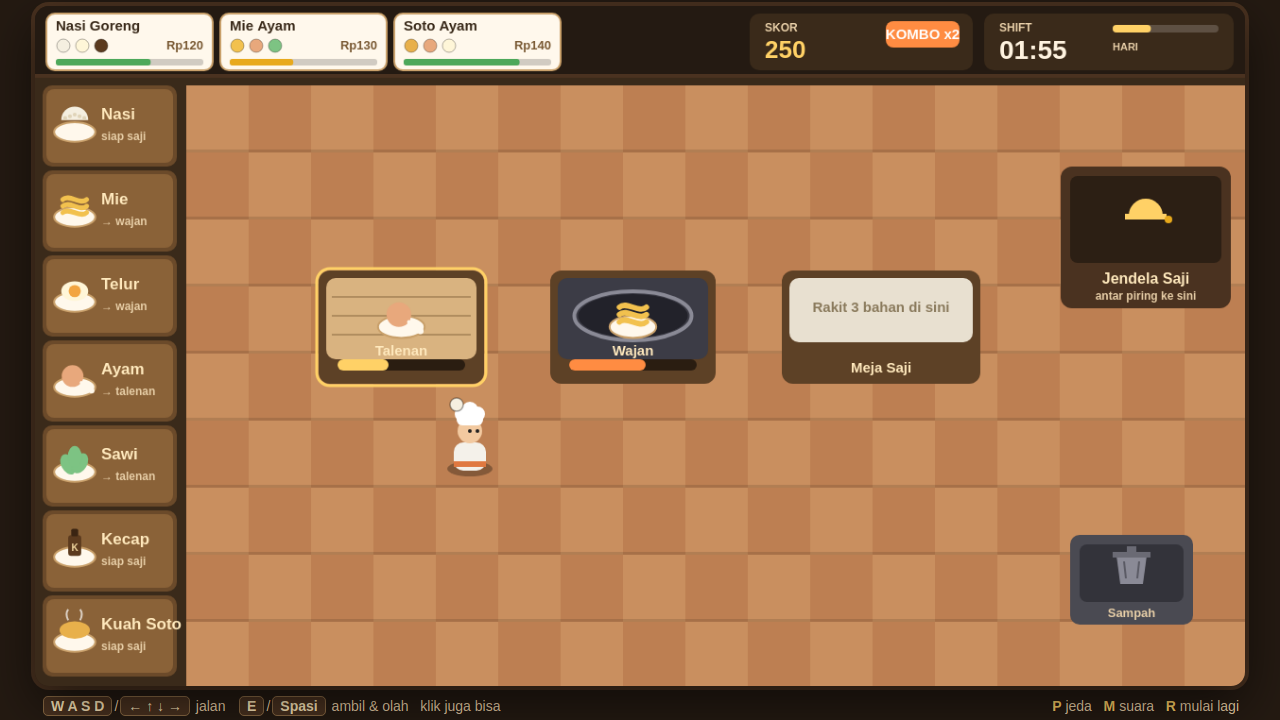 Nasi Goreng
Rp120
Mie Ayam
Rp130
Soto Ayam
Rp140
SKOR
250
KOMBO x2
SHIFT
01:55
HARI
Nasi
siap saji
Mie
→ wajan
Telur
→ wajan
Ayam
→ talenan
Sawi
→ talenan
K
Kecap
siap saji
Kuah Soto
siap saji
Talenan
Wajan
Rakit 3 bahan di sini
Meja Saji
Jendela Saji
antar piring ke sini
Sampah
W A S D / ← ↑ ↓ → jalan E / Spasi ambil & olah klik juga bisa
P jeda M suara R mulai lagi